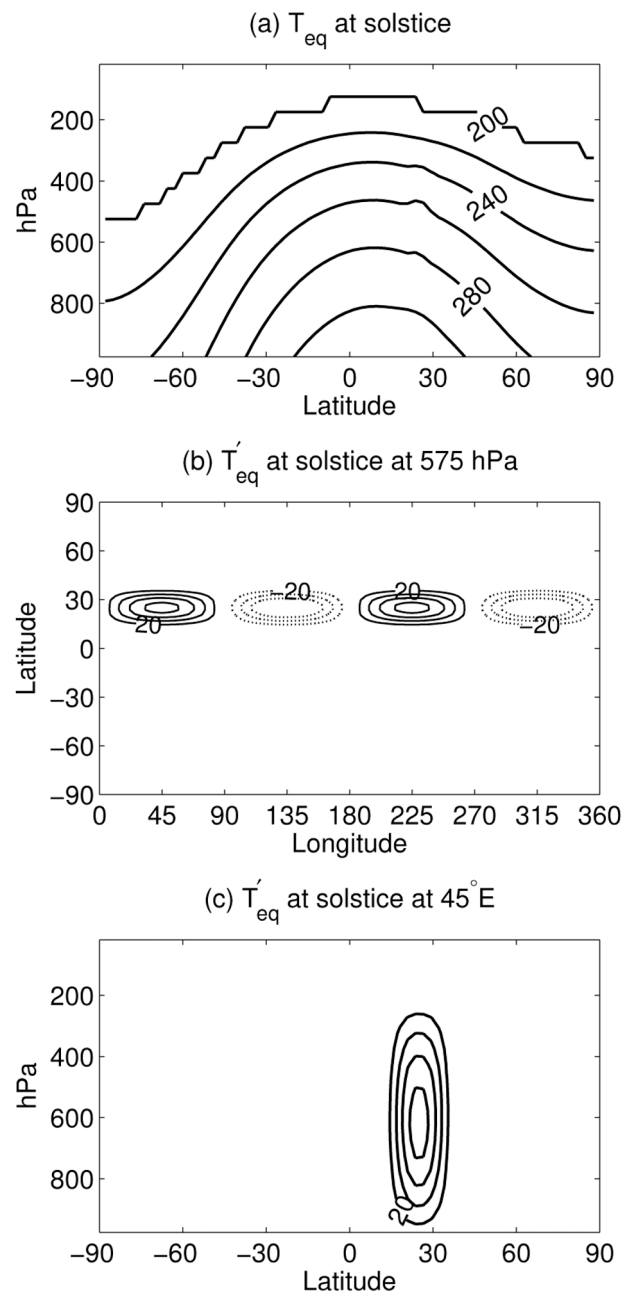 (a) T_eq at solstice
200
400
600
800
hPa
200
240
280
−90 −60 −30 0 30 60 90
Latitude
(b) T′_eq at solstice at 575 hPa
90
60
30
0
−30
−60
−90
Latitude
20 −20 20 −20
0 45 90 135 180 225 270 315 360
Longitude
(c) T′_eq at solstice at 45°E
200
400
600
800
hPa
20
−90 −60 −30 0 30 60 90
Latitude